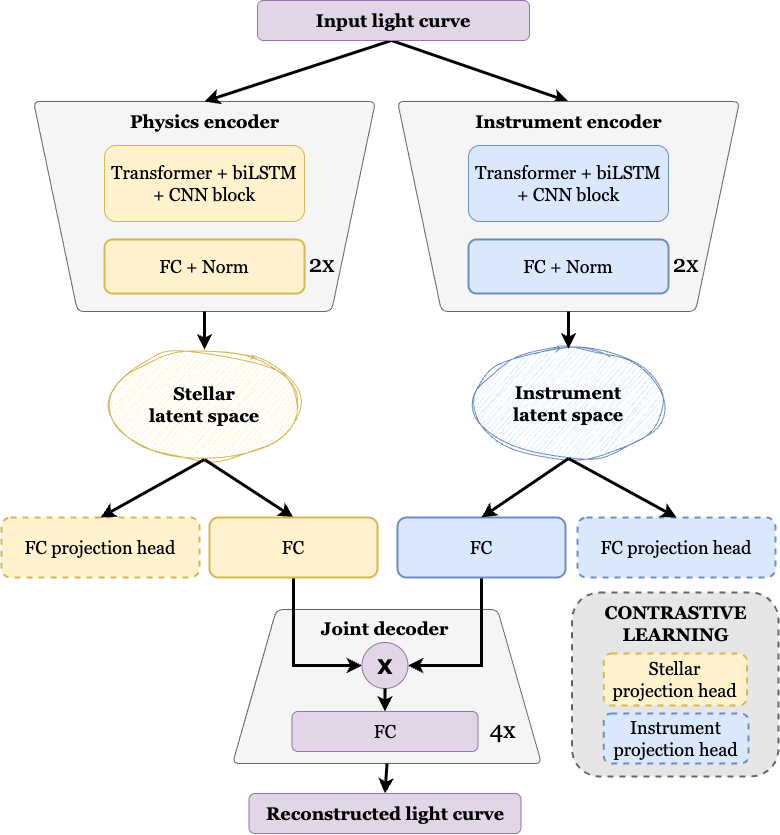 Input light curve
Physics encoder
Transformer + biLSTM
+ CNN block
FC + Norm
2x
Instrument encoder
Transformer + biLSTM
+ CNN block
FC + Norm
2x
Stellar
latent space
Instrument
latent space
FC projection head
FC
FC
FC projection head
Joint decoder
X
FC
4x
CONTRASTIVE
LEARNING
Stellar
projection head
Instrument
projection head
Reconstructed light curve